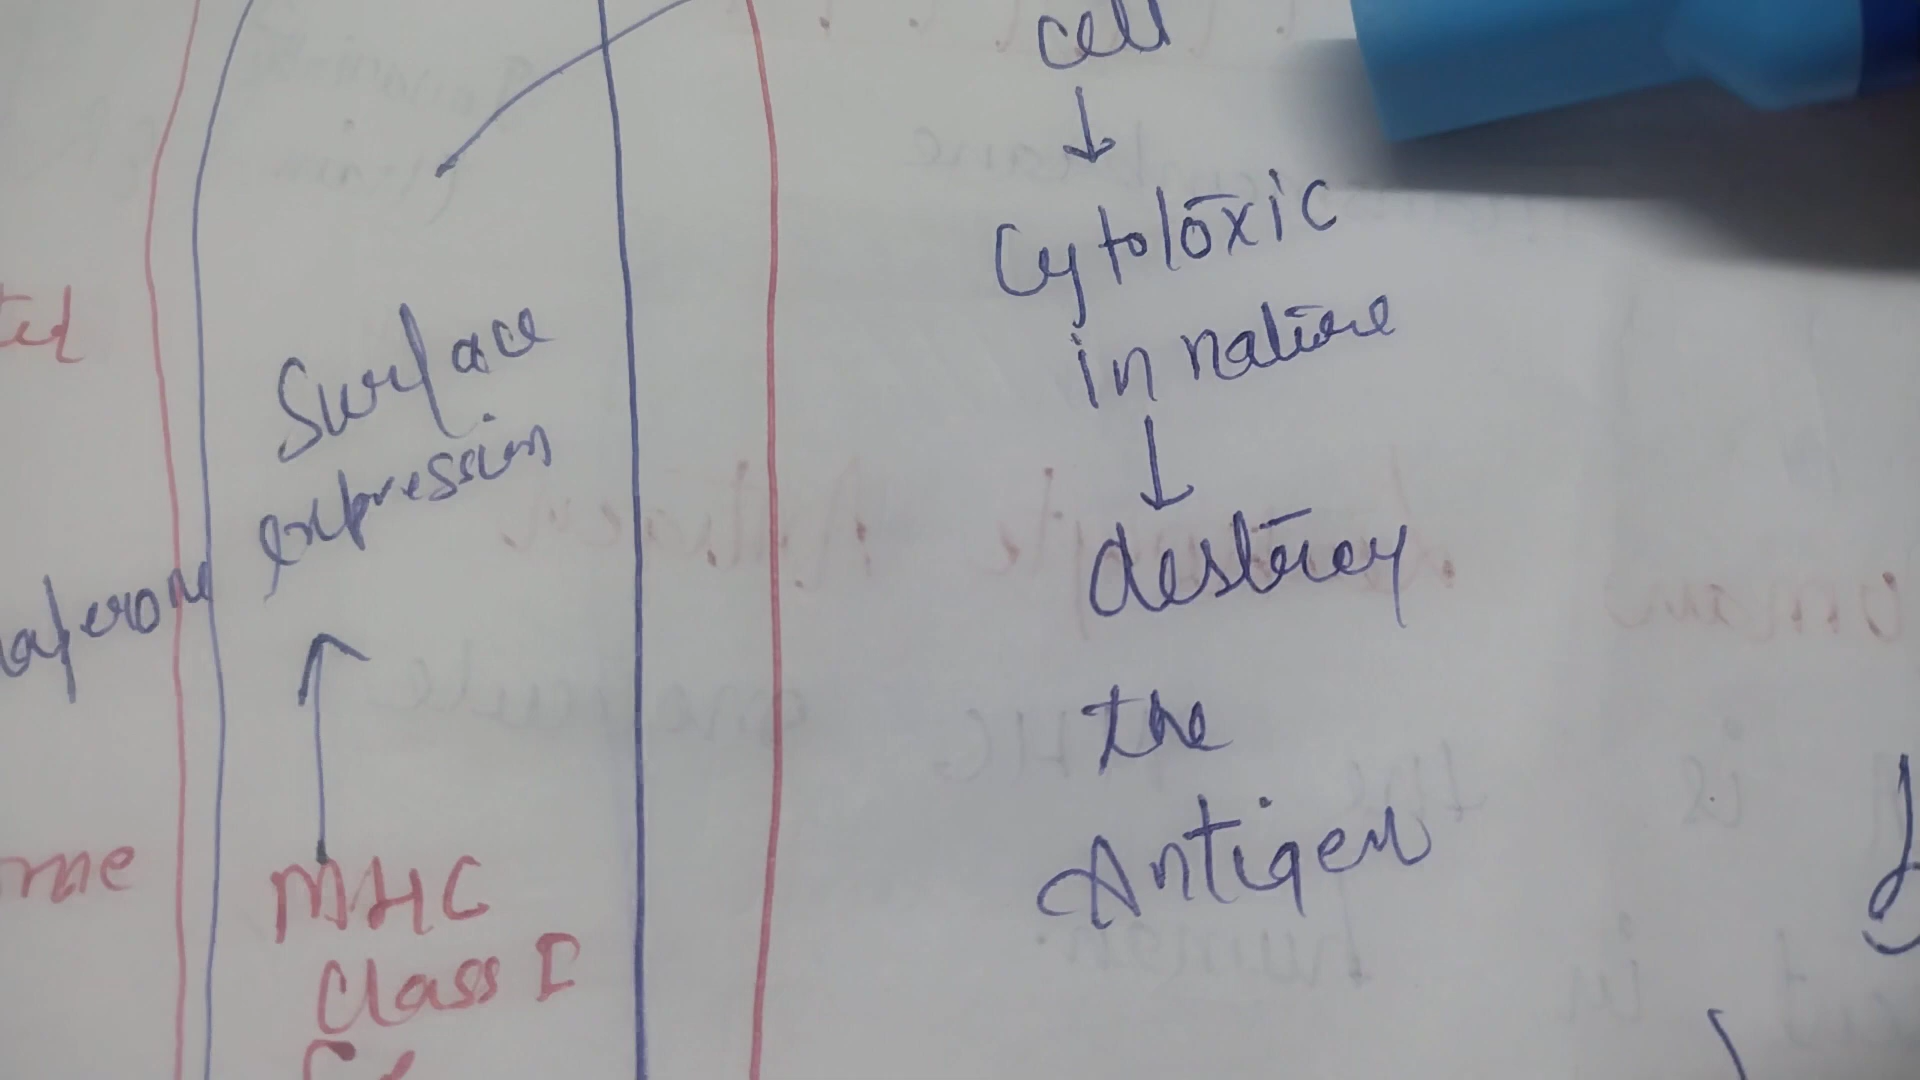 cell
Cytotoxic
in nature
destroy
the
Antigen
Surface
expression
MHC
Class I